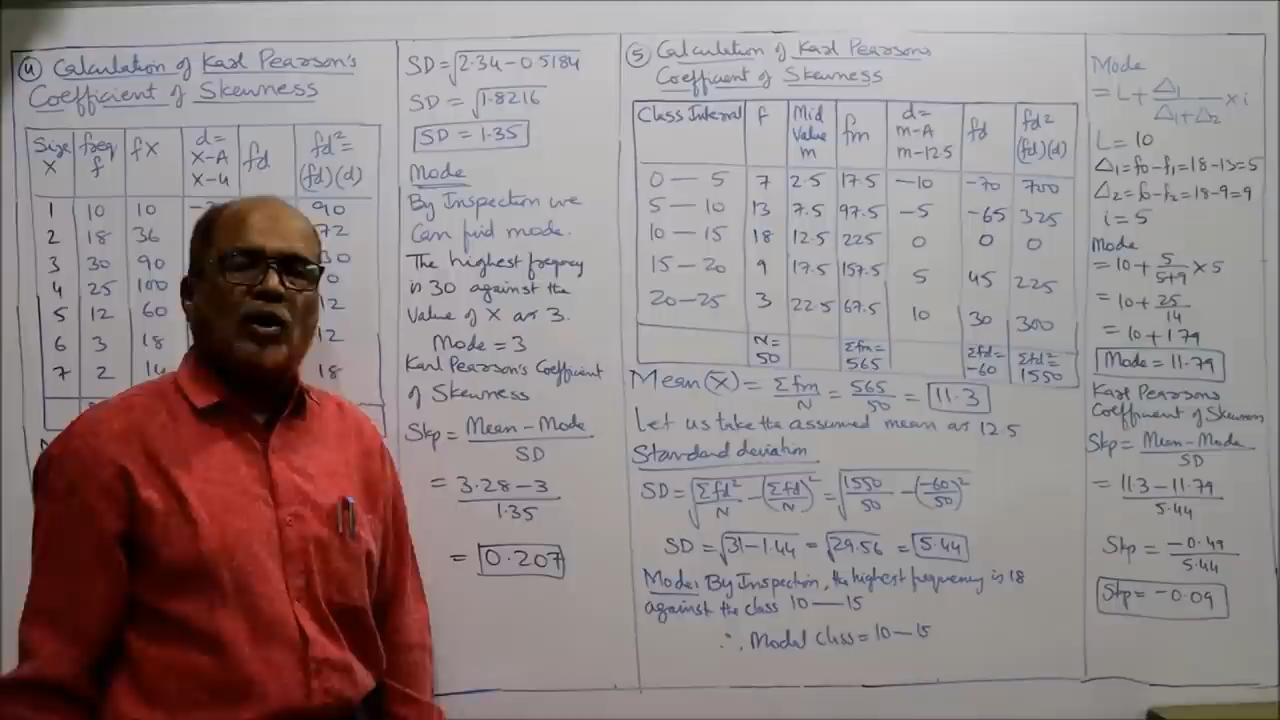 4) Calculation of Karl Pearson's
Coefficient of Skewness
Size X | freq f | fX | d= X-A X-4 | fd | fd²= (fd)(d)
1 | 10 | 10 | 90
2 | 18 | 36 | 72
3 | 30 | 90 | 30
4 | 25 | 100 | 0
5 | 12 | 60 | 12
6 | 3 | 18 | 12
7 | 2 | 14 | 18
SD=√2.34-0.5184
SD=√1.8216
SD = 1.35
Mode
By Inspection we
Can find mode.
The highest freqency
is 30 against the
Value of X as 3.
Mode = 3
Karl Pearson's Coefficient
of Skewness
Skp = Mean-Mode / SD
= 3.28-3 / 1.35
= 0.207
5) Calculation of Karl Pearsons
Coefficient of Skewness
Class Interval | f | Mid Value m | fm | d= m-A m-12.5 | fd | fd² (fd)(d)
0 — 5 | 7 | 2.5 | 17.5 | -10 | -70 | 700
5 — 10 | 13 | 7.5 | 97.5 | -5 | -65 | 325
10 — 15 | 18 | 12.5 | 225 | 0 | 0 | 0
15 — 20 | 9 | 17.5 | 157.5 | 5 | 45 | 225
20-25 | 3 | 22.5 | 67.5 | 10 | 30 | 300
N= 50 | Σfm= 565 | Σfd= -60 | Σfd²= 1550
Mean (X̄) = Σfm / N = 565 / 50 = 11.3
Let us take the assumed mean as 12.5
Standard deviation
SD=√Σfd²/N - (Σfd/N)² = √1550/50 - (-60/50)²
SD=√31-1.44 = √29.56 = 5.44
Mode: By Inspection, the highest frequency is 18
against the class 10 — 15
∴ Modal Class = 10 — 15
Mode
= L + Δ₁ / Δ₁+Δ₂ × i
L = 10
Δ₁=f0-f1=18-13=5
Δ₂=f0-f2=18-9=9
i = 5
Mode
= 10 + 5/5+9 × 5
= 10 + 25/14
= 10 + 1.79
Mode = 11.79
Karl Pearsons
Coefficient of Skewness
Skp = Mean-Mode / SD
= 11.3-11.79 / 5.44
Skp = -0.49 / 5.44
Skp = -0.09